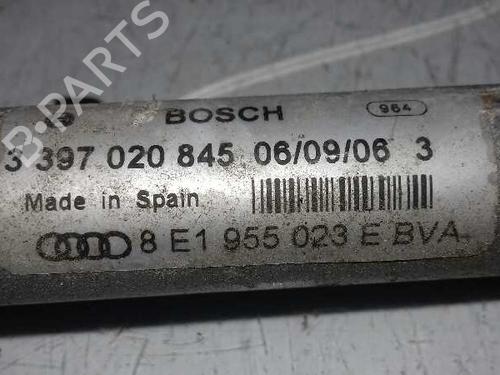 B-PARTS
BOSCH 964
3 397 020 845 06/09/06 3
Made in Spain
8 E1 955 023 E BVA